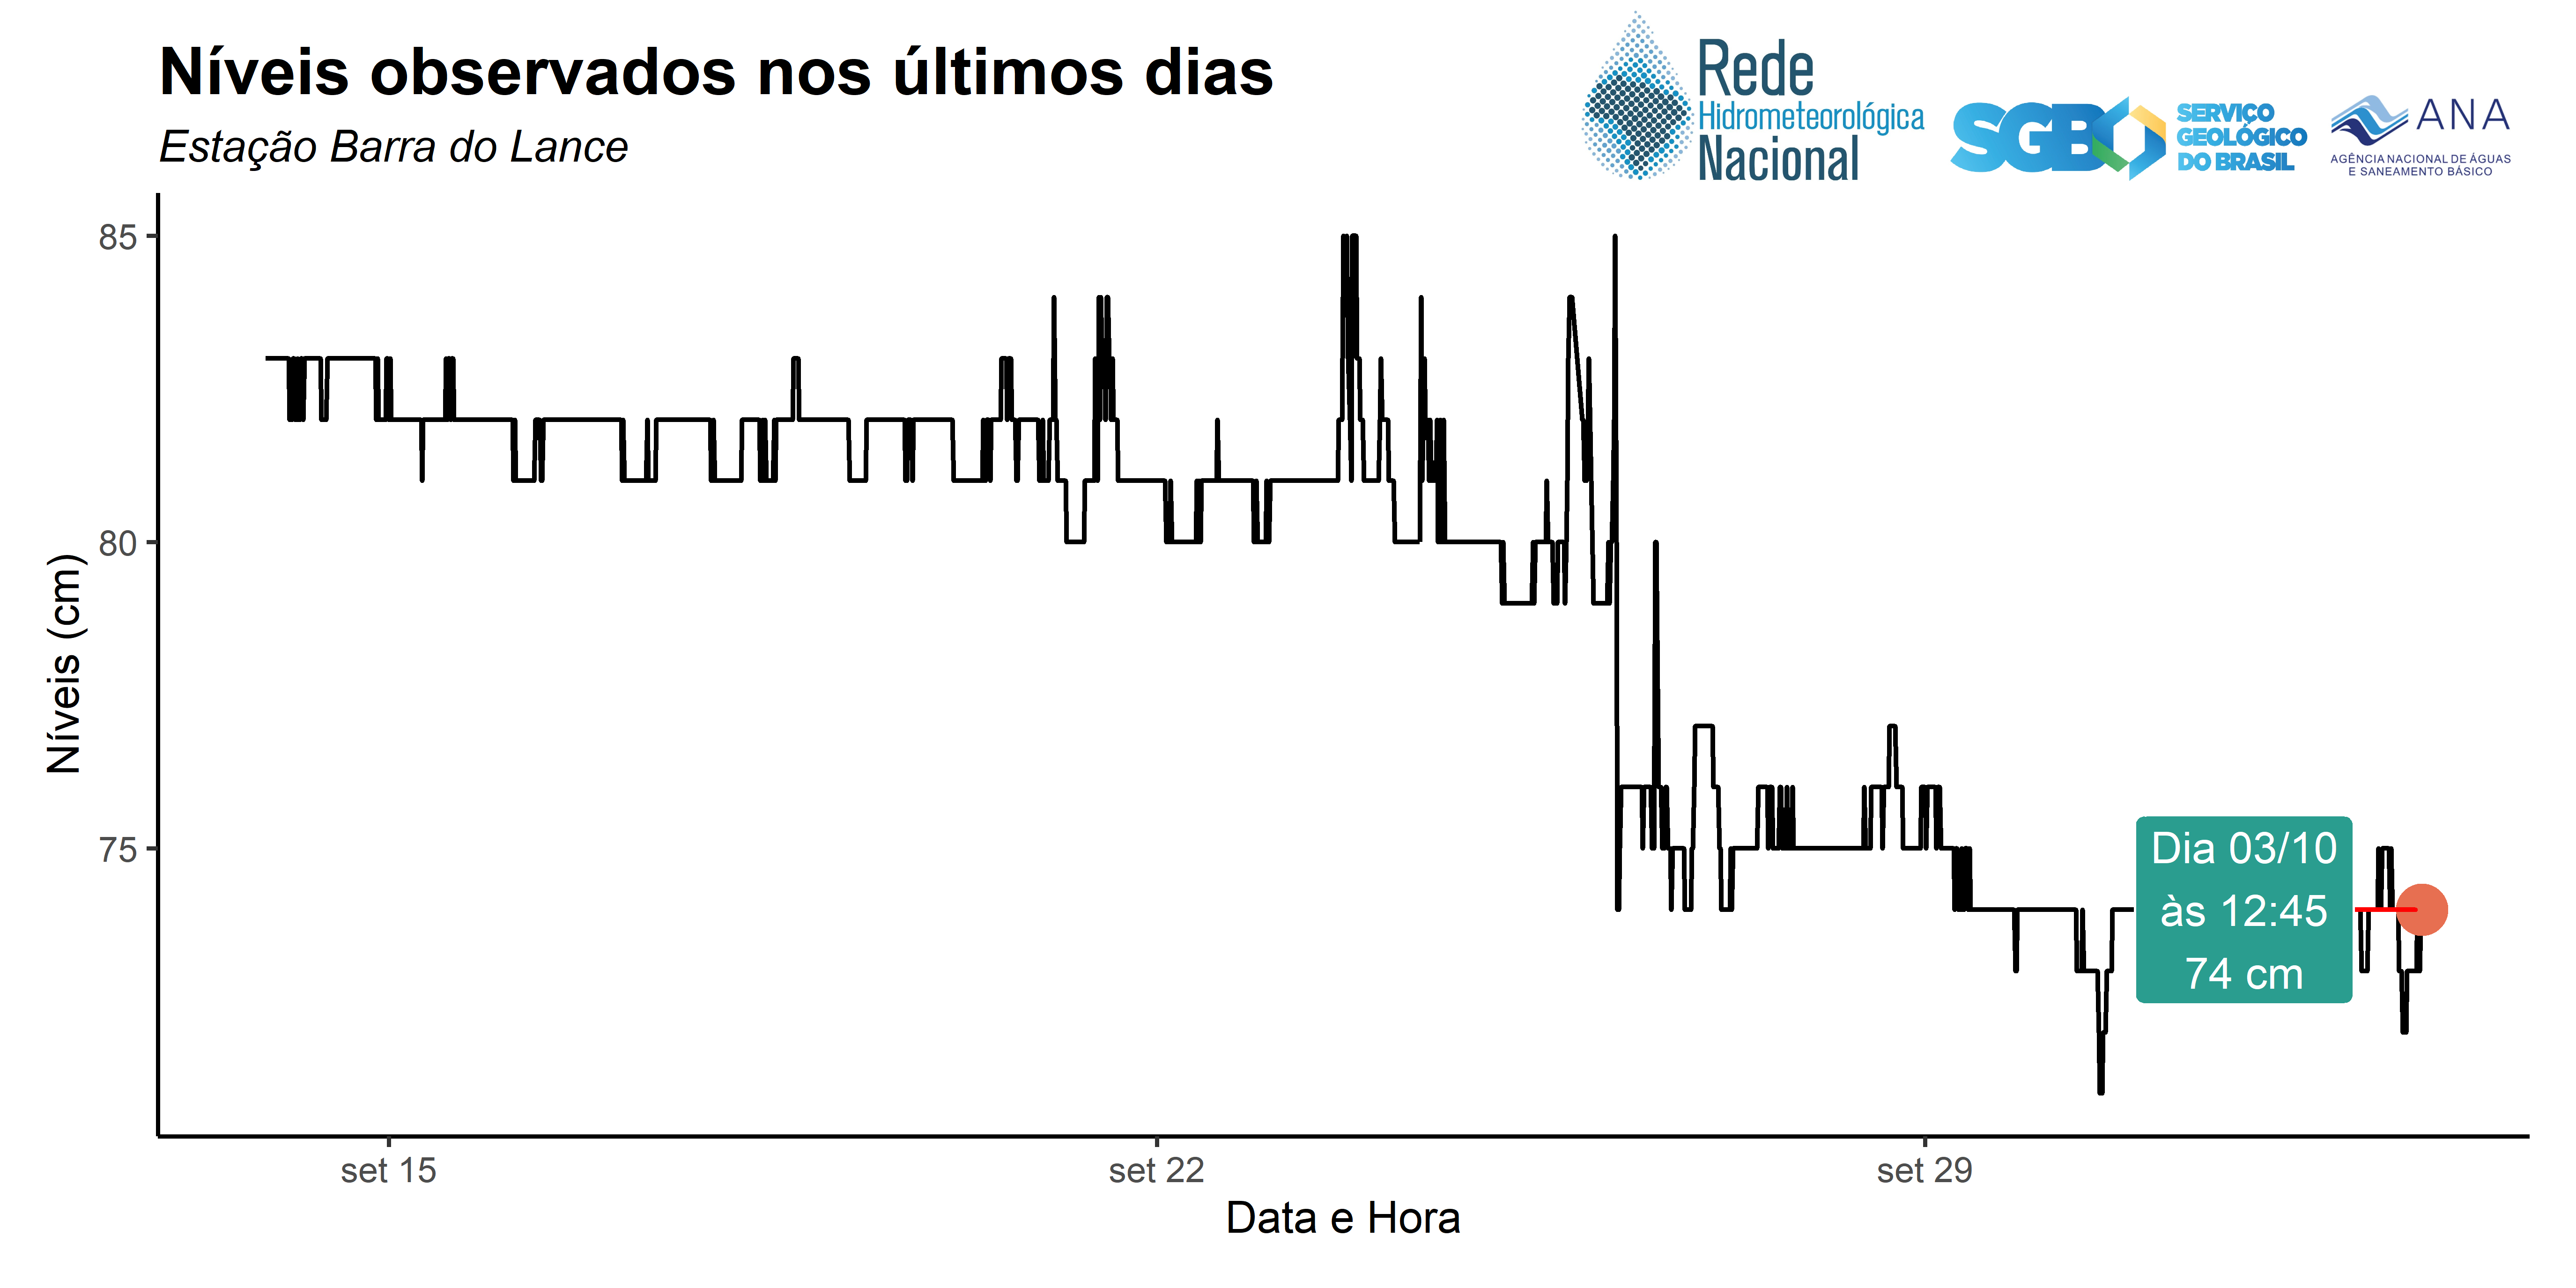 Níveis observados nos últimos dias
Estação Barra do Lance
Rede
Hidrometeorológica
Nacional
SGB
SERVIÇO
GEOLÓGICO
DO BRASIL
ANA
AGÊNCIA NACIONAL DE ÁGUAS
E SANEAMENTO BÁSICO
85
80
75
Níveis (cm)
Dia 03/10
às 12:45
74 cm
set 15
set 22
set 29
Data e Hora